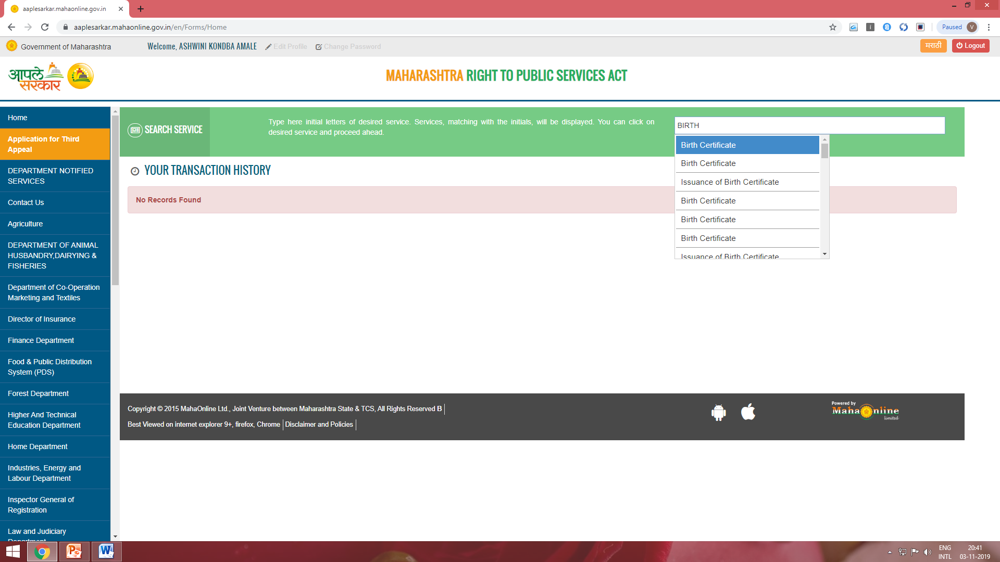 aaplesarkar.mahaonline.gov.in
aaplesarkar.mahaonline.gov.in/en/Forms/Home
Paused V
Government of Maharashtra
Welcome, ASHWINI KONDBA AMALE
Edit Profile
Change Password
मराठी
Logout
आपले
सरकार
MAHARASHTRA RIGHT TO PUBLIC SERVICES ACT
Home
Application for Third
Appeal
DEPARTMENT NOTIFIED
SERVICES
Contact Us
Agriculture
DEPARTMENT OF ANIMAL
HUSBANDRY,DAIRYING &
FISHERIES
Department of Co-Operation
Marketing and Textiles
Director of Insurance
Finance Department
Food & Public Distribution
System (PDS)
Forest Department
Higher And Technical
Education Department
Home Department
Industries, Energy and
Labour Department
Inspector General of
Registration
Law and Judiciary
Department
SEARCH SERVICE
Type here initial letters of desired service. Services, matching with the initials, will be displayed. You can click on
desired service and proceed ahead.
BIRTH
Birth Certificate
Birth Certificate
Issuance of Birth Certificate
Birth Certificate
Birth Certificate
Birth Certificate
Issuance of Birth Certificate
YOUR TRANSACTION HISTORY
No Records Found
Copyright © 2015 MahaOnline Ltd., Joint Venture between Maharashtra State & TCS, All Rights Reserved B
Best Viewed on internet explorer 9+, firefox, Chrome
Disclaimer and Policies
Powered by
MahaOnline
limited
ENG
INTL
20:41
03-11-2019